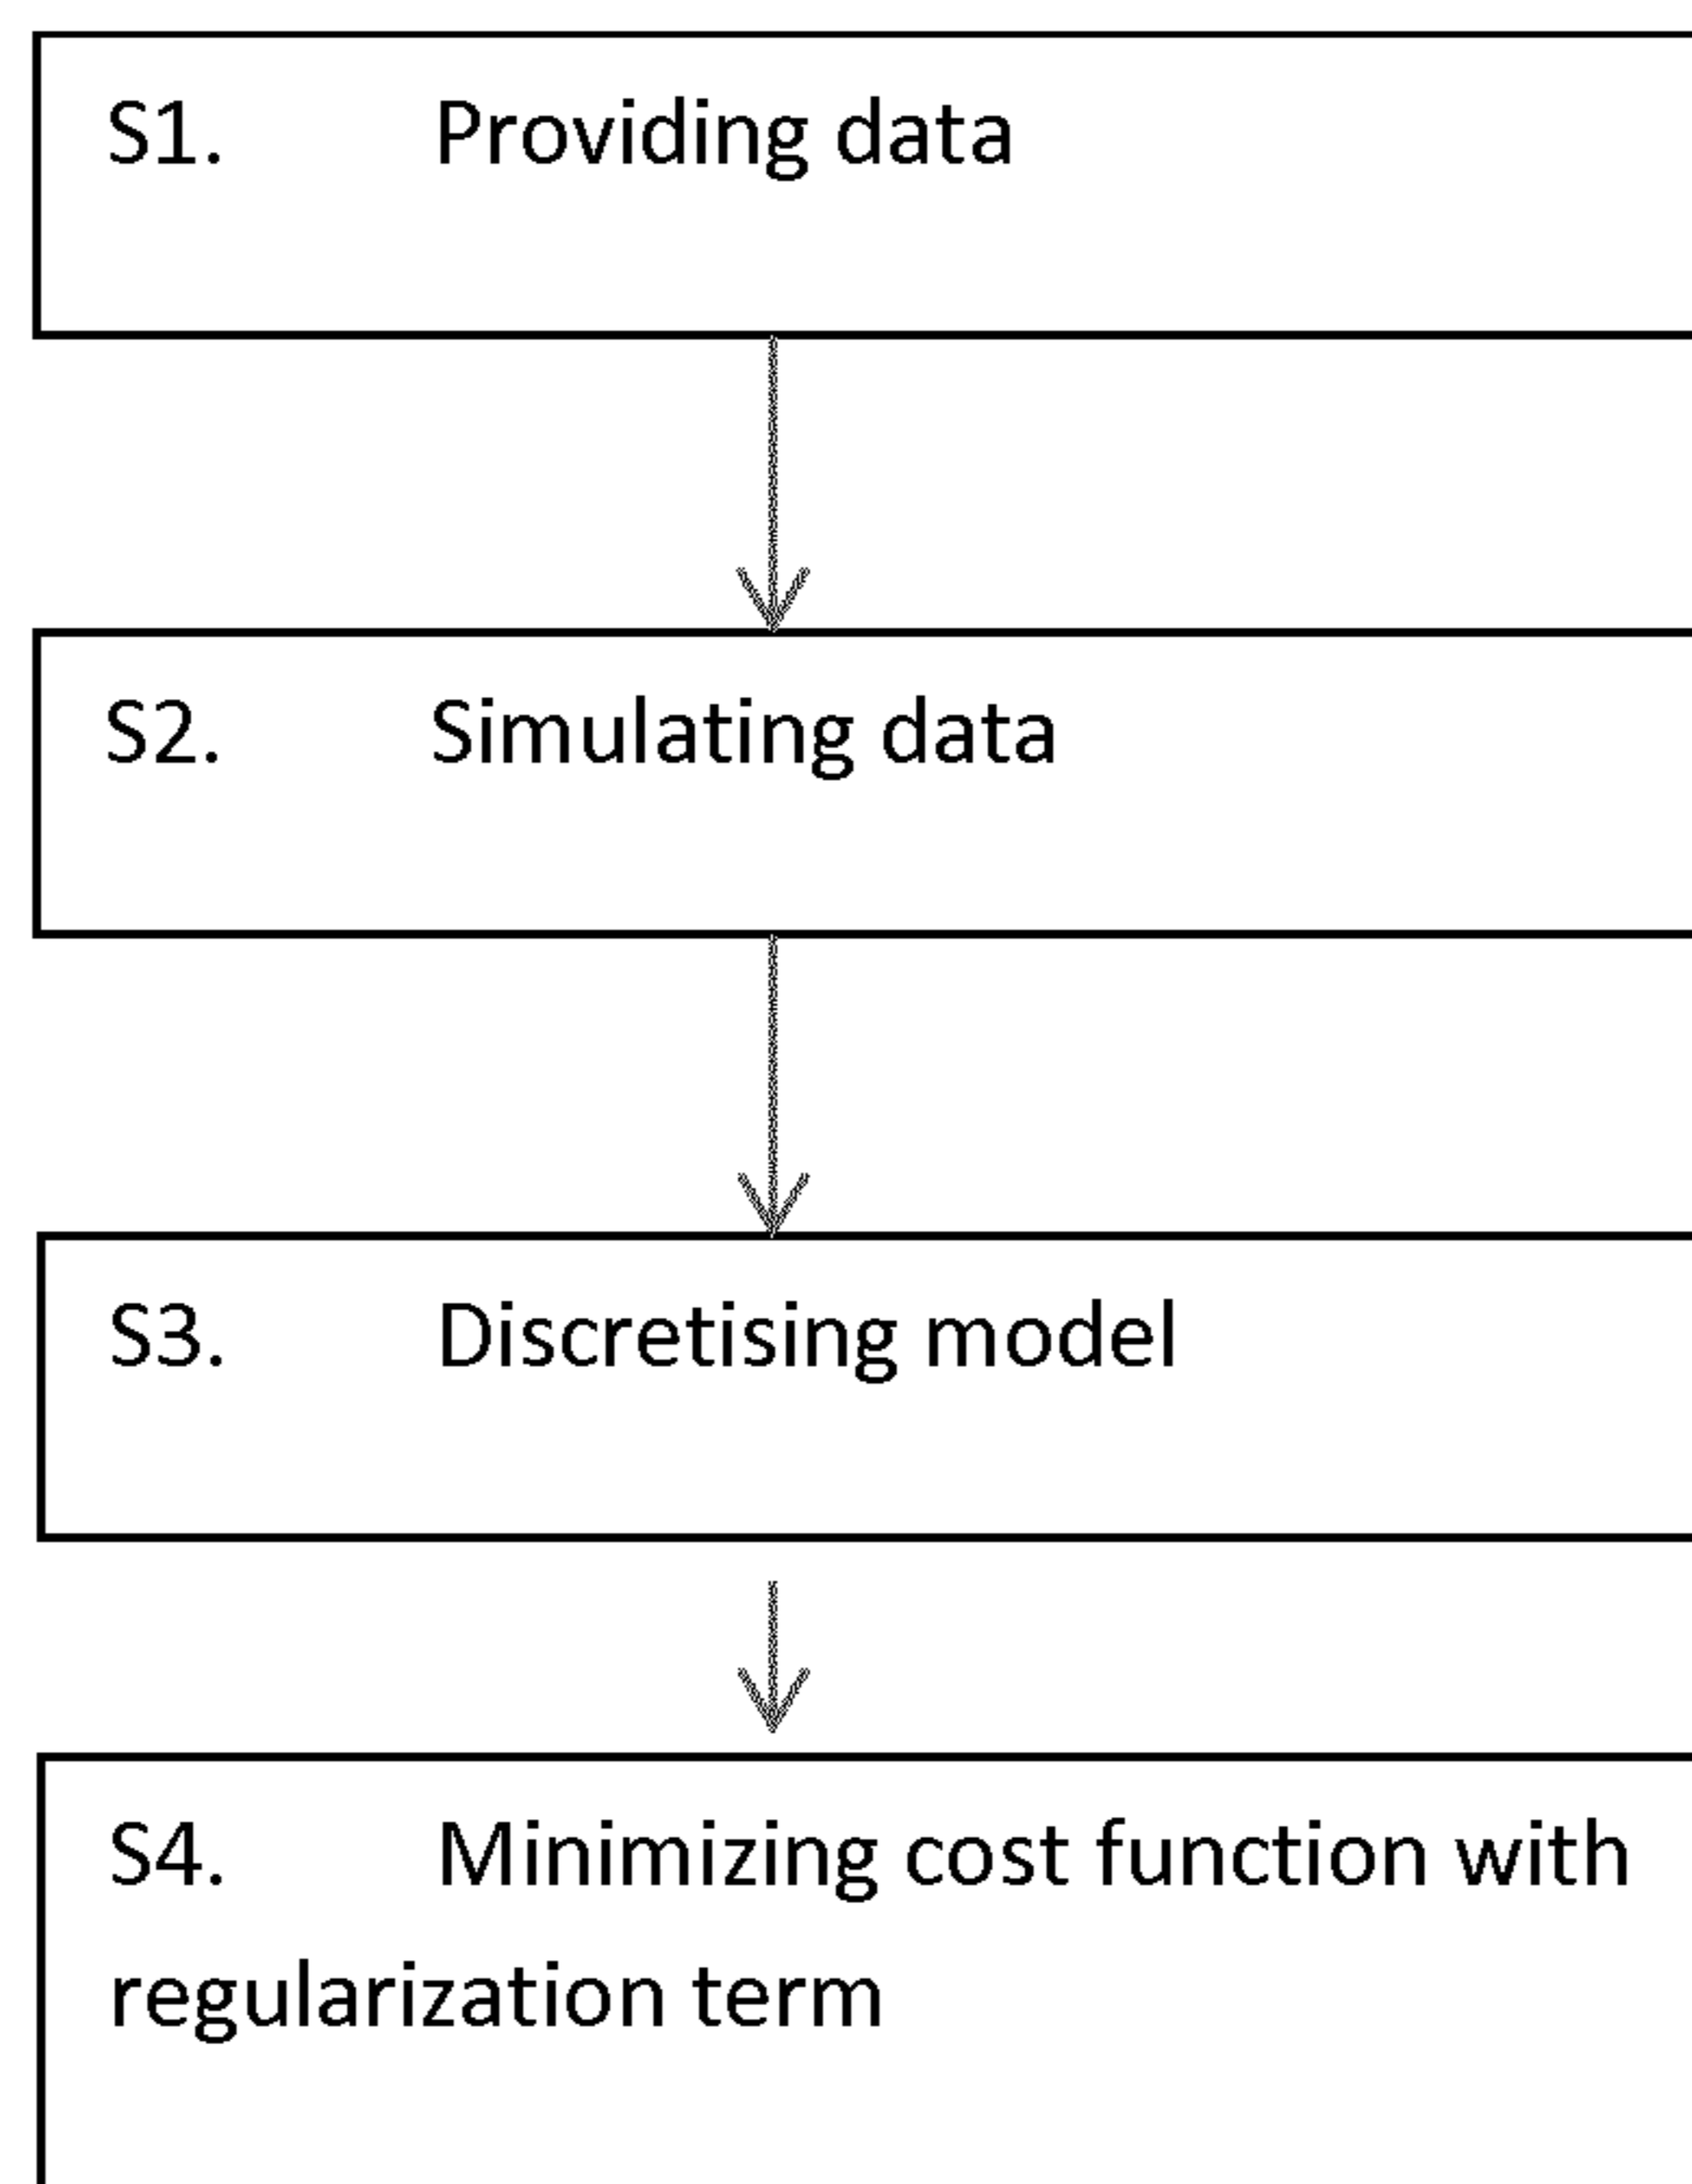 S1. Providing data
S2. Simulating data
S3. Discretising model
S4. Minimizing cost function with
regularization term